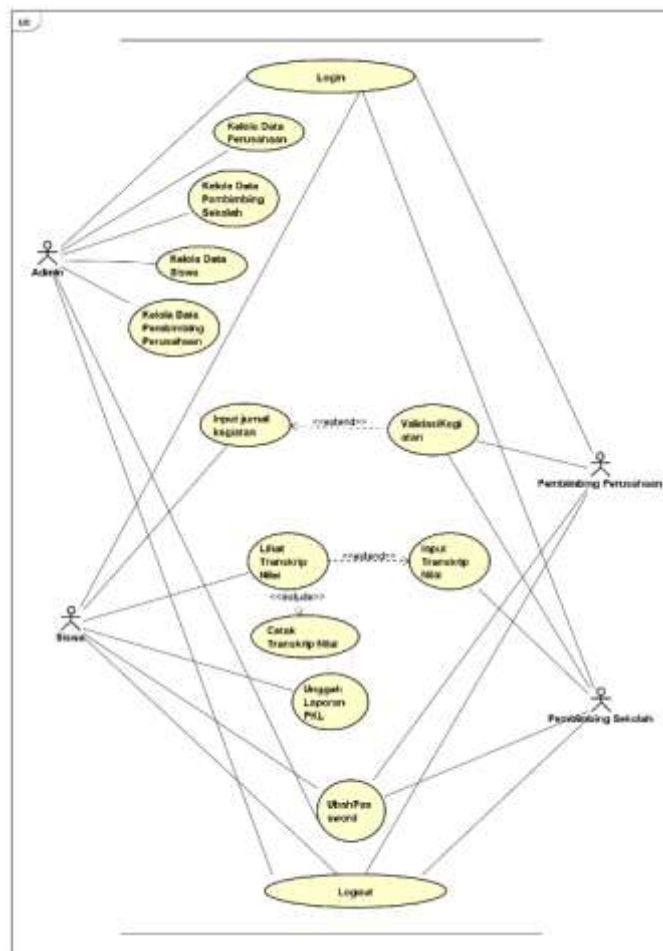 uc
Login
Kelola Data
Perusahaan
Kelola Data
Pembimbing
Sekolah
Admin
Kelola Data
Siswa
Kelola Data
Pembimbing
Perusahaan
Input jurnal
kegiatan
<<extend>>
ValidasiKegi
atan
Pembimbing Perusahaan
Lihat
Transkrip
Nilai
<<extend>>
Input
Transkrip
Nilai
Siswa
Cetak
Transkrip Nilai
Unggah
Laporan
PKL
Pembimbing Sekolah
UbahPas
sword
Logout